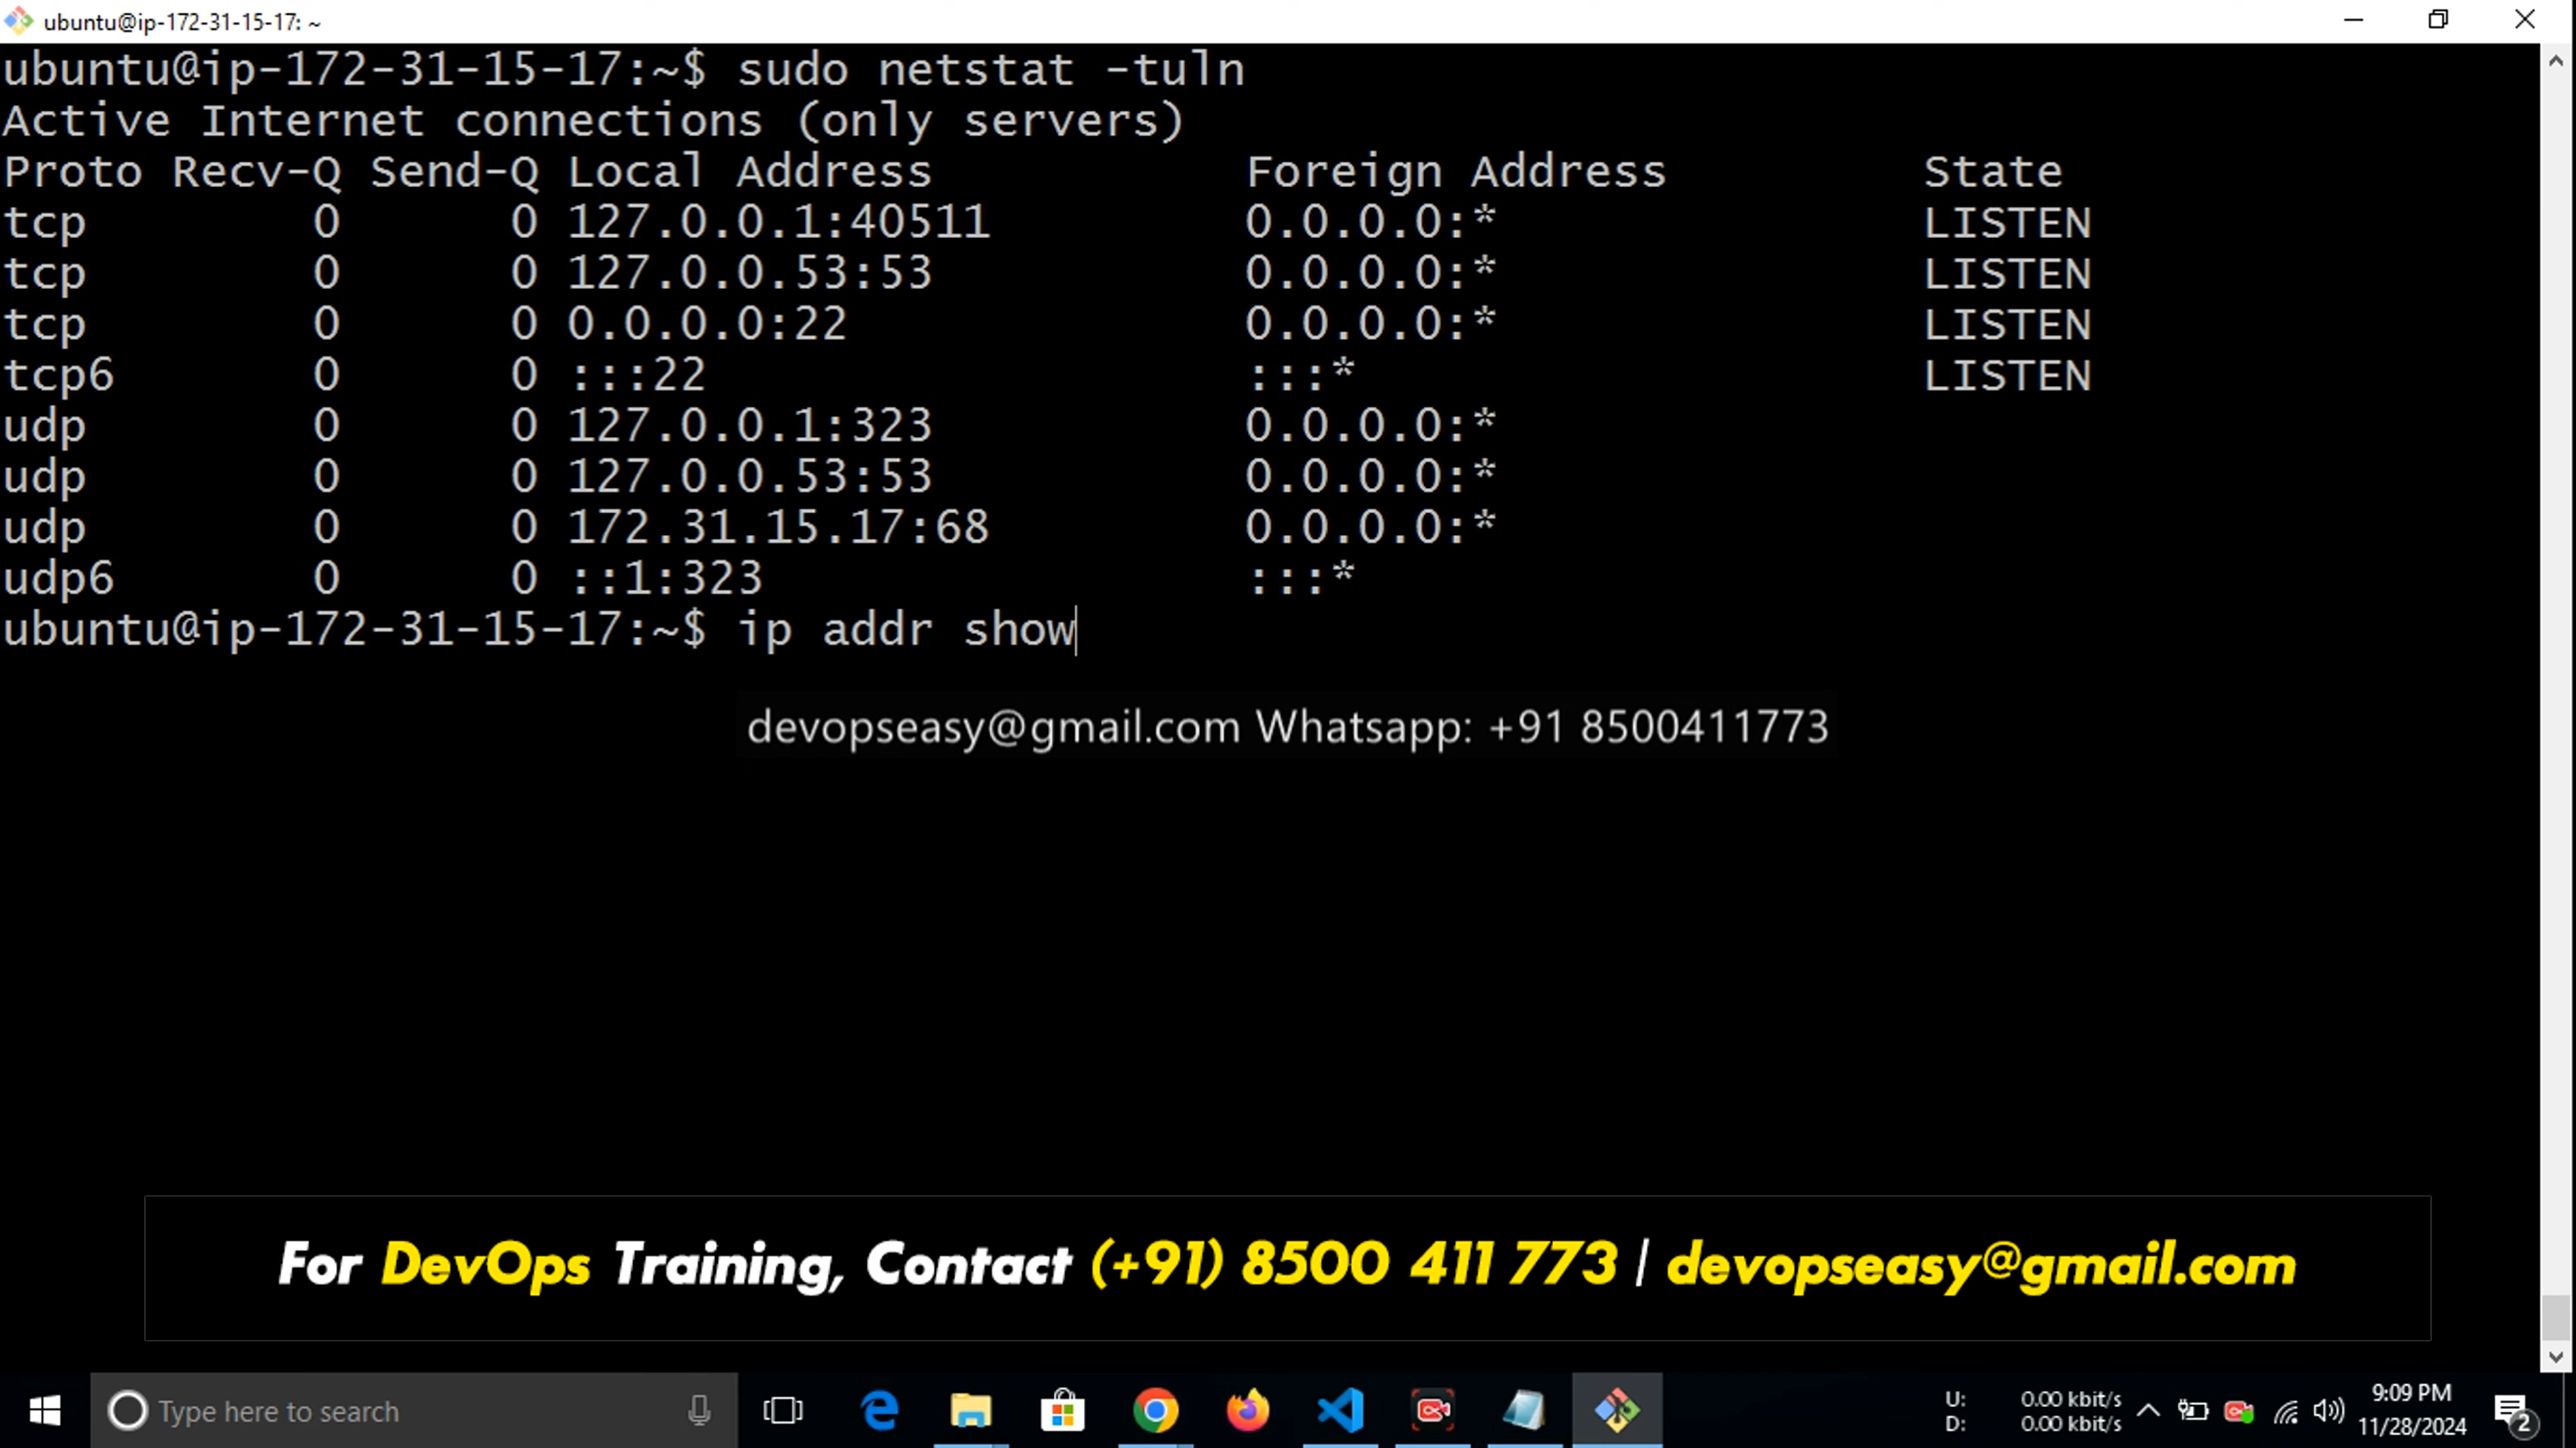 ubuntu@ip-172-31-15-17: ~
ubuntu@ip-172-31-15-17:~$ sudo netstat -tuln
Active Internet connections (only servers)
Proto Recv-Q Send-Q Local Address Foreign Address State
tcp 0 0 127.0.0.1:40511 0.0.0.0:* LISTEN
tcp 0 0 127.0.0.53:53 0.0.0.0:* LISTEN
tcp 0 0 0.0.0.0:22 0.0.0.0:* LISTEN
tcp6 0 0 :::22 :::* LISTEN
udp 0 0 127.0.0.1:323 0.0.0.0:*
udp 0 0 127.0.0.53:53 0.0.0.0:*
udp 0 0 172.31.15.17:68 0.0.0.0:*
udp6 0 0 ::1:323 :::*
ubuntu@ip-172-31-15-17:~$ ip addr show
devopseasy@gmail.com Whatsapp: +91 8500411773
For DevOps Training, Contact (+91) 8500 411 773 | devopseasy@gmail.com
Type here to search
U: 0.00 kbit/s
D: 0.00 kbit/s
9:09 PM
11/28/2024
2